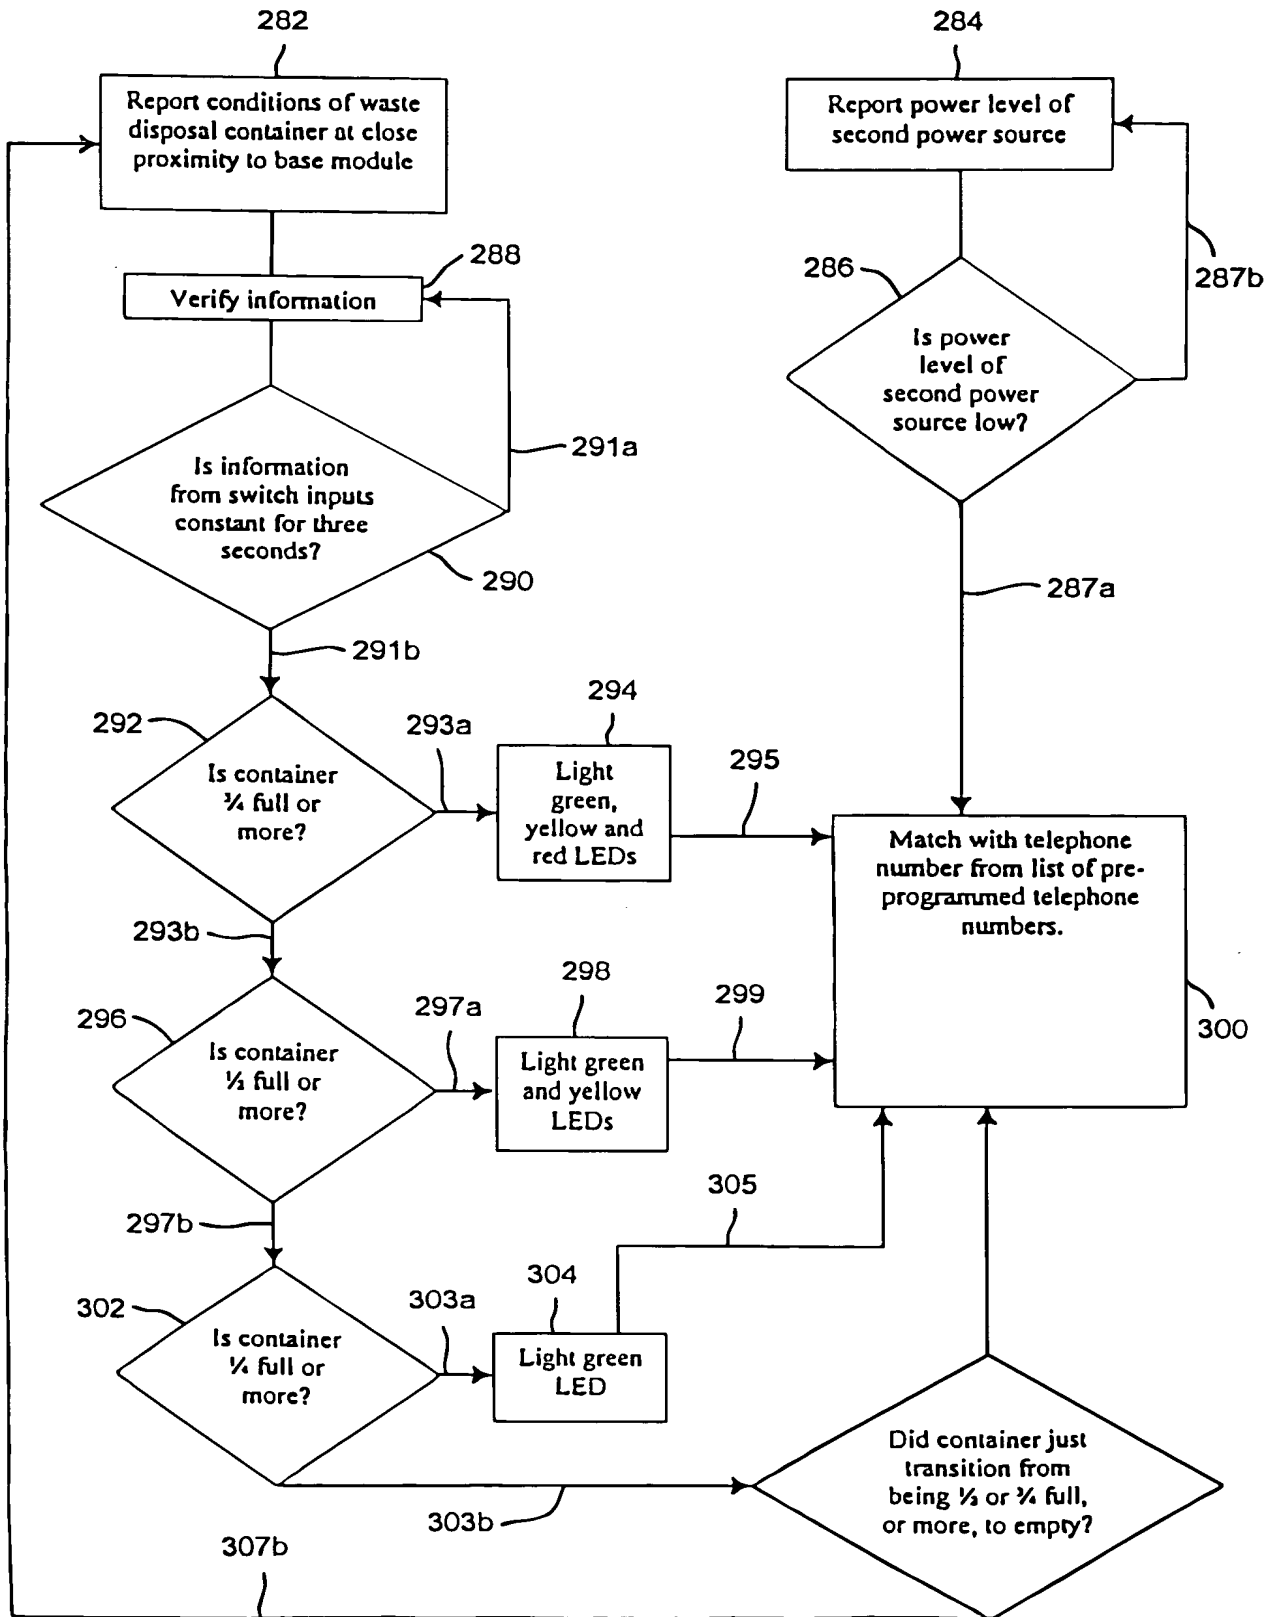 282
Report conditions of waste
disposal container at close
proximity to base module
284
Report power level of
second power source
288
Verify information
286
Is power
level of
second power
source low?
287b
291a
Is information
from switch inputs
constant for three
seconds?
290
287a
291b
292
Is container
¾ full or
more?
293a
294
Light
green,
yellow and
red LEDs
295
Match with telephone
number from list of pre-
programmed telephone
numbers.
300
293b
296
Is container
½ full or
more?
297a
298
Light green
and yellow
LEDs
299
297b
305
302
Is container
¼ full or
more?
303a
304
Light green
LED
303b
Did container just
transition from
being ½ or ¾ full,
or more, to empty?
307b